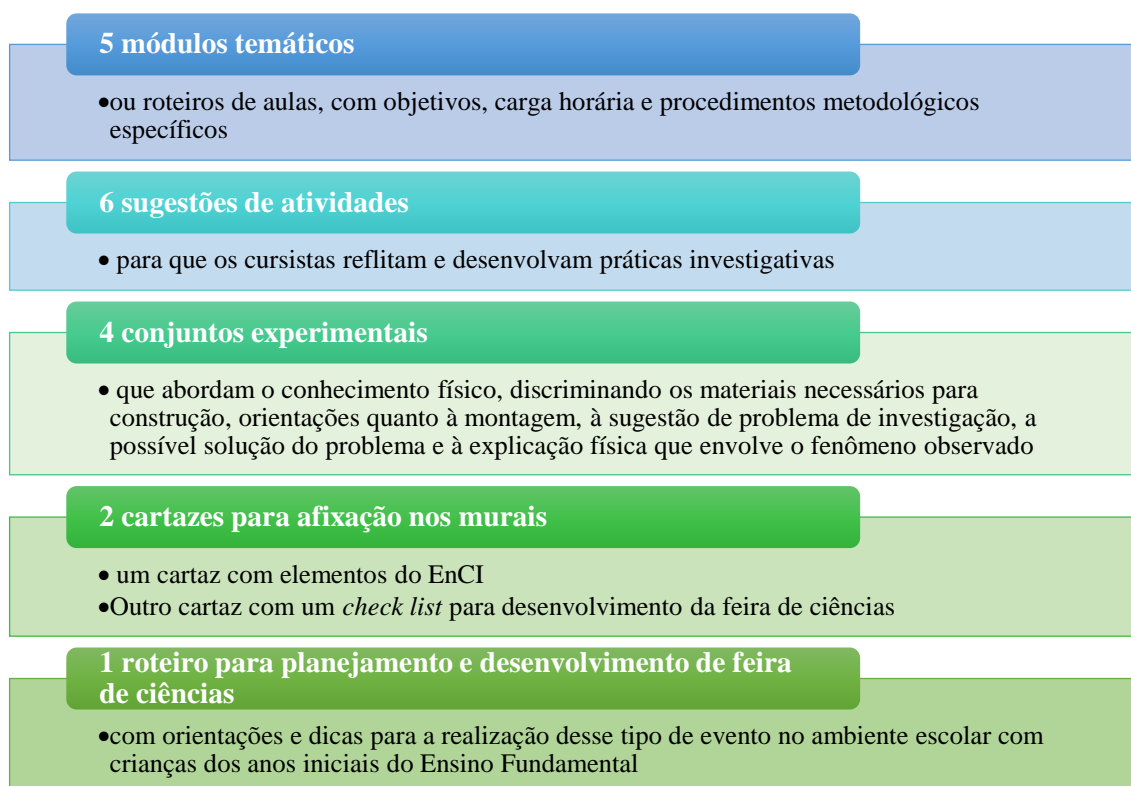 5 módulos temáticos
•ou roteiros de aulas, com objetivos, carga horária e procedimentos metodológicos
específicos
6 sugestões de atividades
• para que os cursistas reflitam e desenvolvam práticas investigativas
4 conjuntos experimentais
• que abordam o conhecimento físico, discriminando os materiais necessários para
construção, orientações quanto à montagem, à sugestão de problema de investigação, a
possível solução do problema e à explicação física que envolve o fenômeno observado
2 cartazes para afixação nos murais
• um cartaz com elementos do EnCI
•Outro cartaz com um check list para desenvolvimento da feira de ciências
1 roteiro para planejamento e desenvolvimento de feira
de ciências
•com orientações e dicas para a realização desse tipo de evento no ambiente escolar com
crianças dos anos iniciais do Ensino Fundamental